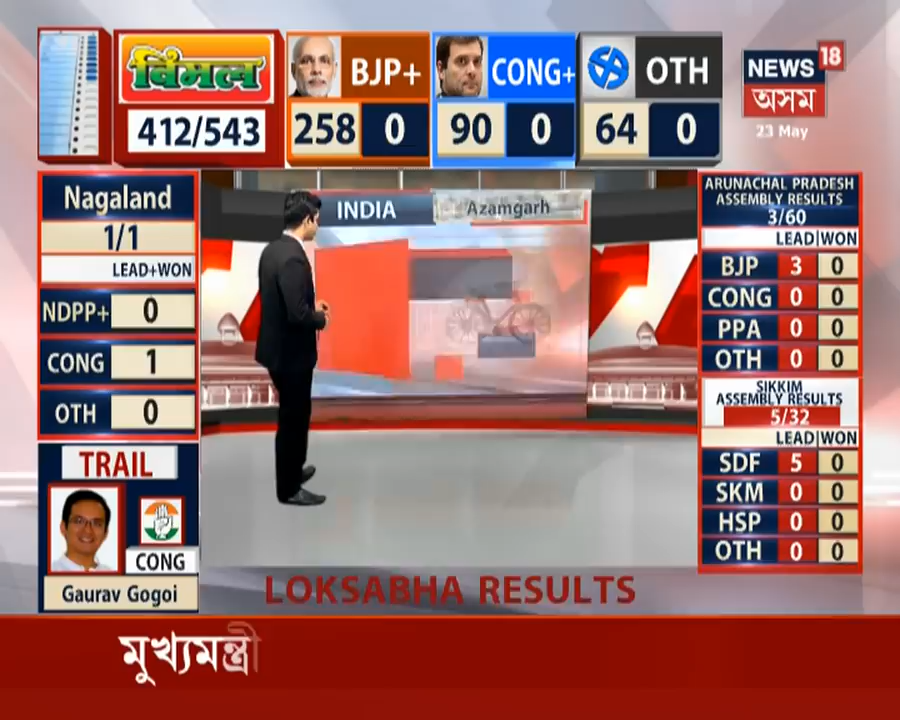 विमल
412/543
BJP+
258 0
CONG+
90 0
OTH
64 0
NEWS 18
অসম
23 May
Nagaland
1/1
LEAD+WON
NDPP+ 0
CONG 1
OTH 0
TRAIL
CONG
Gaurav Gogoi
INDIA
Azamgarh
ARUNACHAL PRADESH
ASSEMBLY RESULTS
3/60
LEAD|WON
BJP 3 0
CONG 0 0
PPA 0 0
OTH 0 0
SIKKIM
ASSEMBLY RESULTS
5/32
LEAD|WON
SDF 5 0
SKM 0 0
HSP 0 0
OTH 0 0
LOKSABHA RESULTS
মুখ্যমন্ত্ৰী